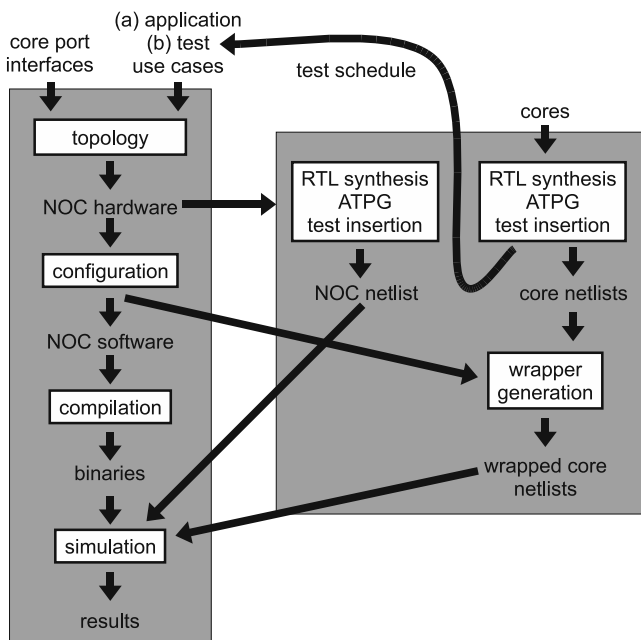 (a) application
core port
interfaces
(b) test
use cases
test schedule
topology
NOC hardware
configuration
NOC software
compilation
binaries
simulation
results
cores
RTL synthesis
ATPG
test insertion
NOC netlist
RTL synthesis
ATPG
test insertion
core netlists
wrapper
generation
wrapped core
netlists